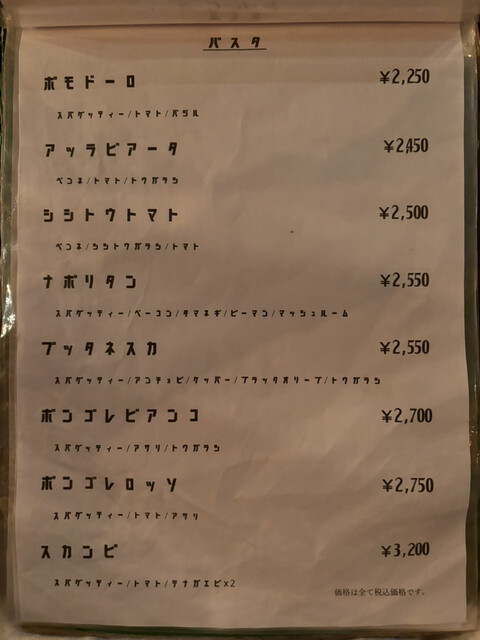 パスタ
ポモドーロ ¥2,250
スパゲッティー/トマト/バジル
アッラビアータ ¥2,450
ペンネ/トマト/トウガラシ
シシトウトマト ¥2,500
ペンネ/シシトウガラシ/トマト
ナポリタン ¥2,550
スパゲッティー/ベーコン/タマネギ/ピーマン/マッシュルーム
プッタネスカ ¥2,550
スパゲッティー/アンチョビ/ケッパー/ブラックオリーブ/トウガラシ
ボンゴレビアンコ ¥2,700
スパゲッティー/アサリ/トウガラシ
ボンゴレロッソ ¥2,750
スパゲッティー/トマト/アサリ
スカンピ ¥3,200
スパゲッティー/トマト/テナガエビx2
価格は全て税込価格です。